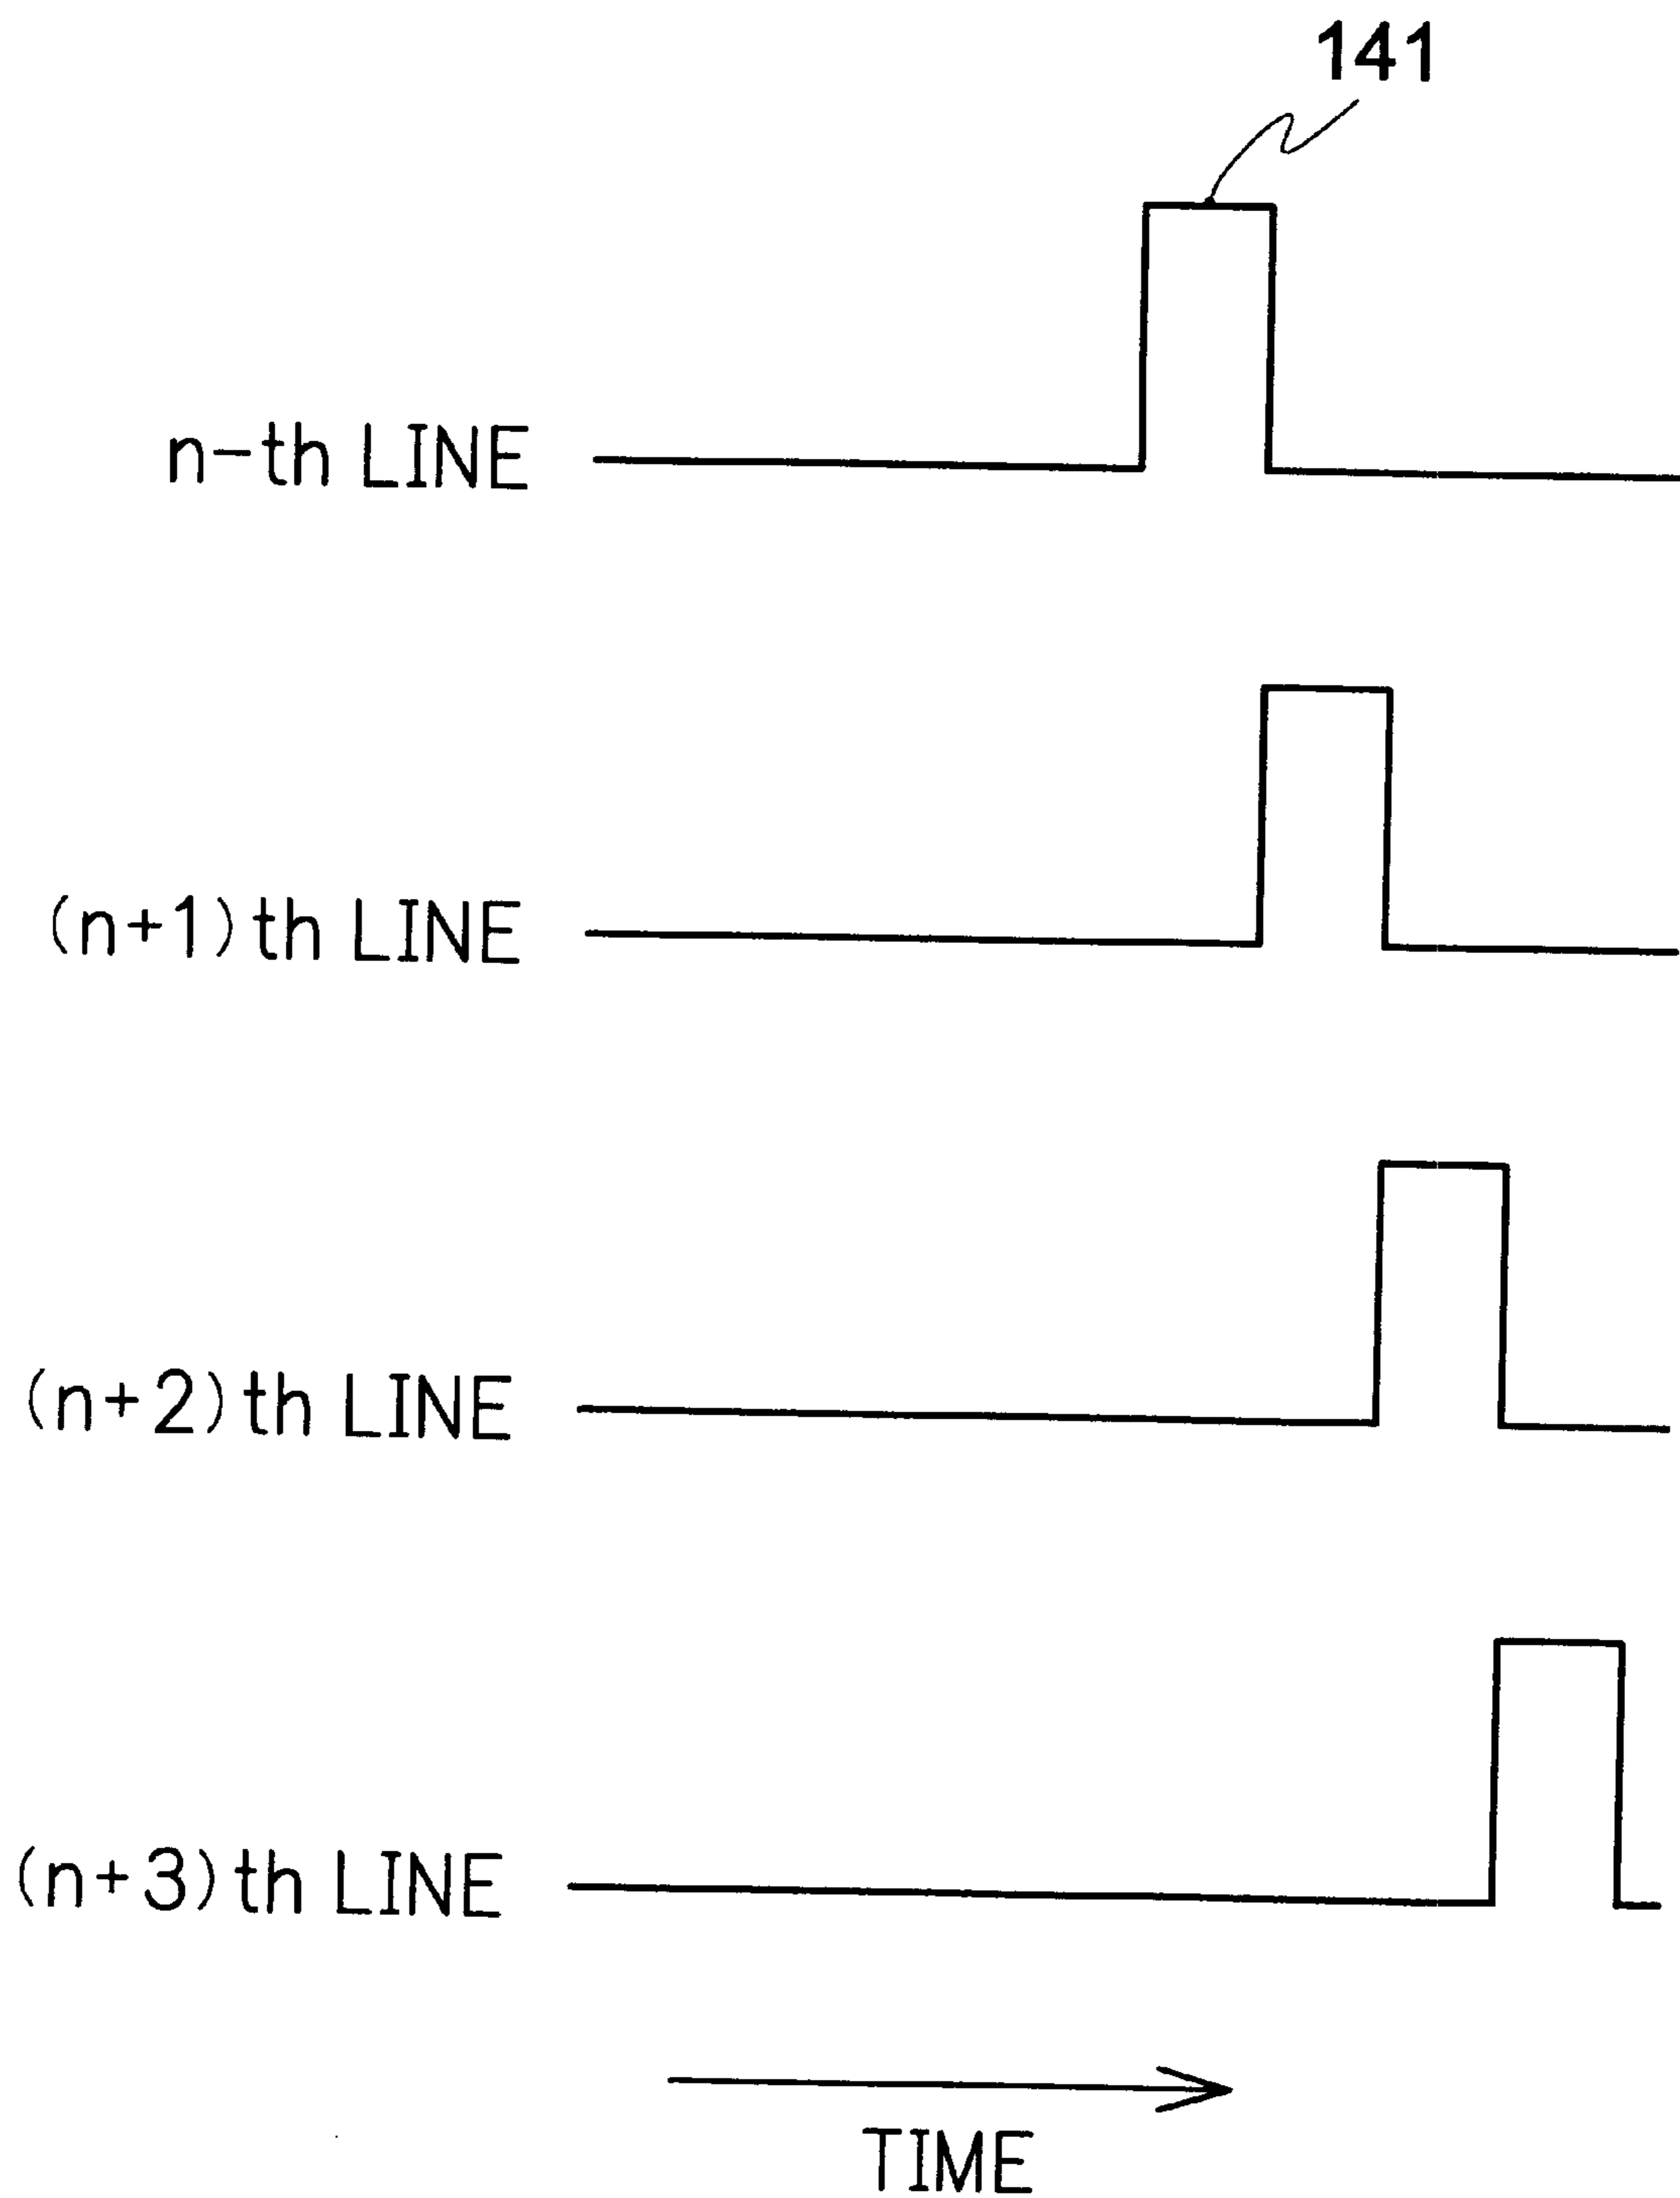 141
n-th LINE
(n+1)th LINE
(n+2)th LINE
(n+3)th LINE
TIME